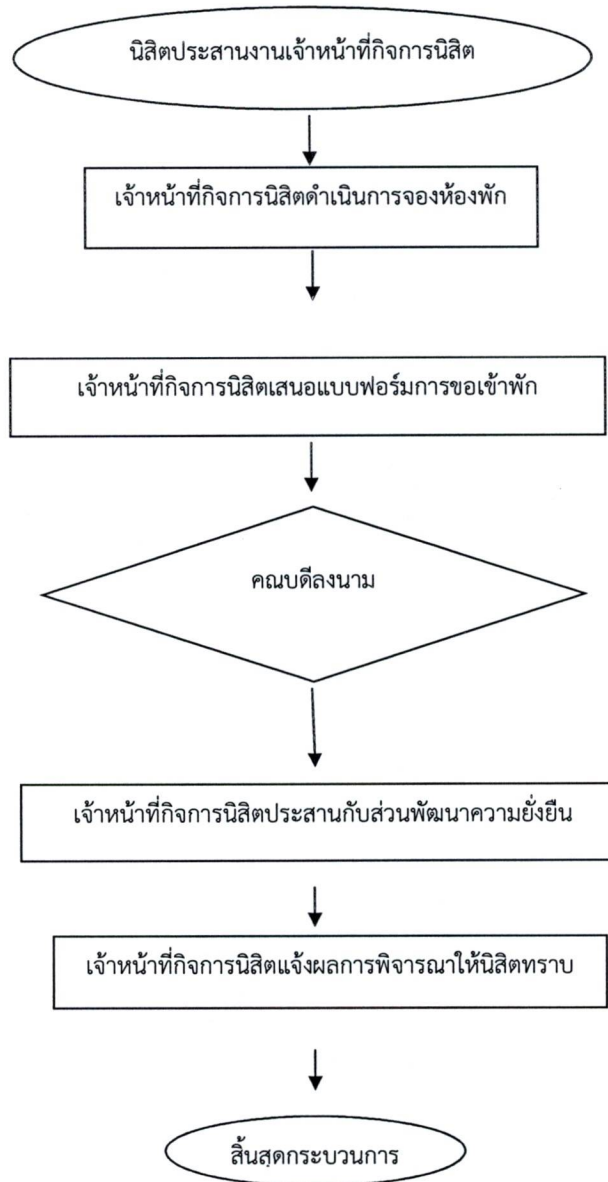 นิสิตประสานงานเจ้าหน้าที่กิจการนิสิต
เจ้าหน้าที่กิจการนิสิตดำเนินการจองห้องพัก
เจ้าหน้าที่กิจการนิสิตเสนอแบบฟอร์มการขอเข้าพัก
คณบดีลงนาม
เจ้าหน้าที่กิจการนิสิตประสานกับส่วนพัฒนาความยั่งยืน
เจ้าหน้าที่กิจการนิสิตแจ้งผลการพิจารณาให้นิสิตทราบ
สิ้นสุดกระบวนการ